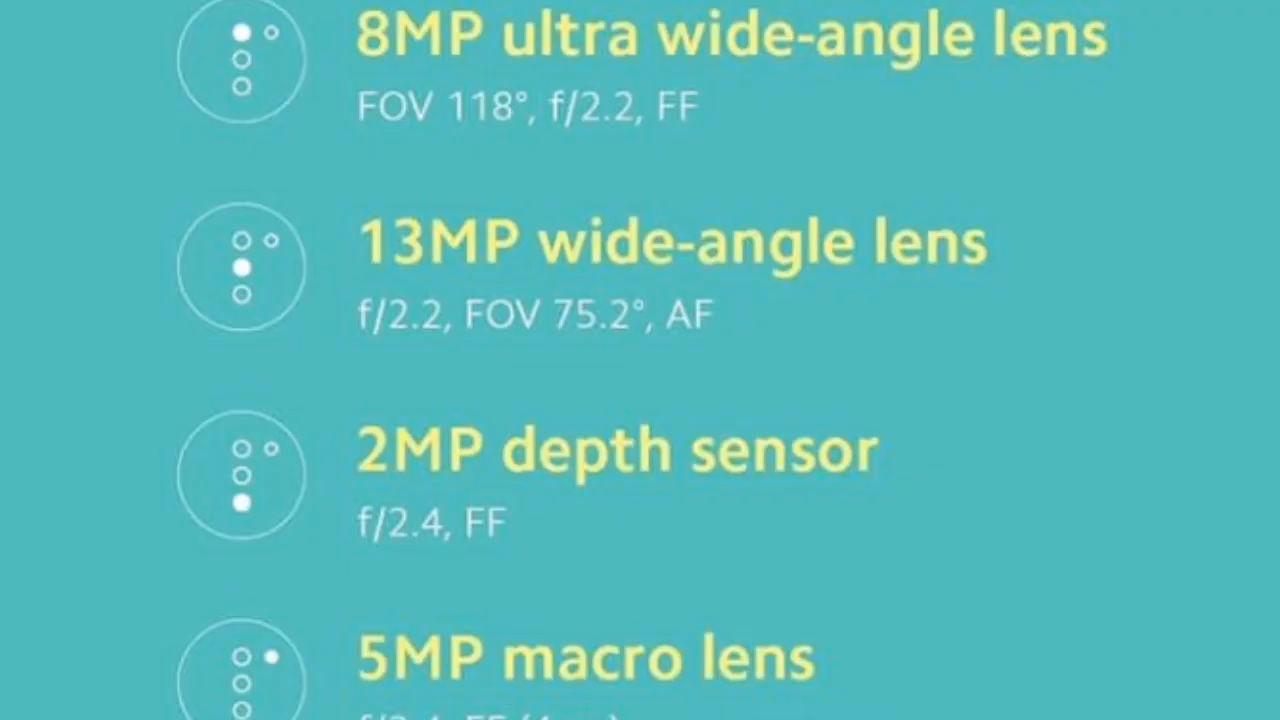 8MP ultra wide-angle lens
FOV 118°, f/2.2, FF
13MP wide-angle lens
f/2.2, FOV 75.2°, AF
2MP depth sensor
f/2.4, FF
5MP macro lens